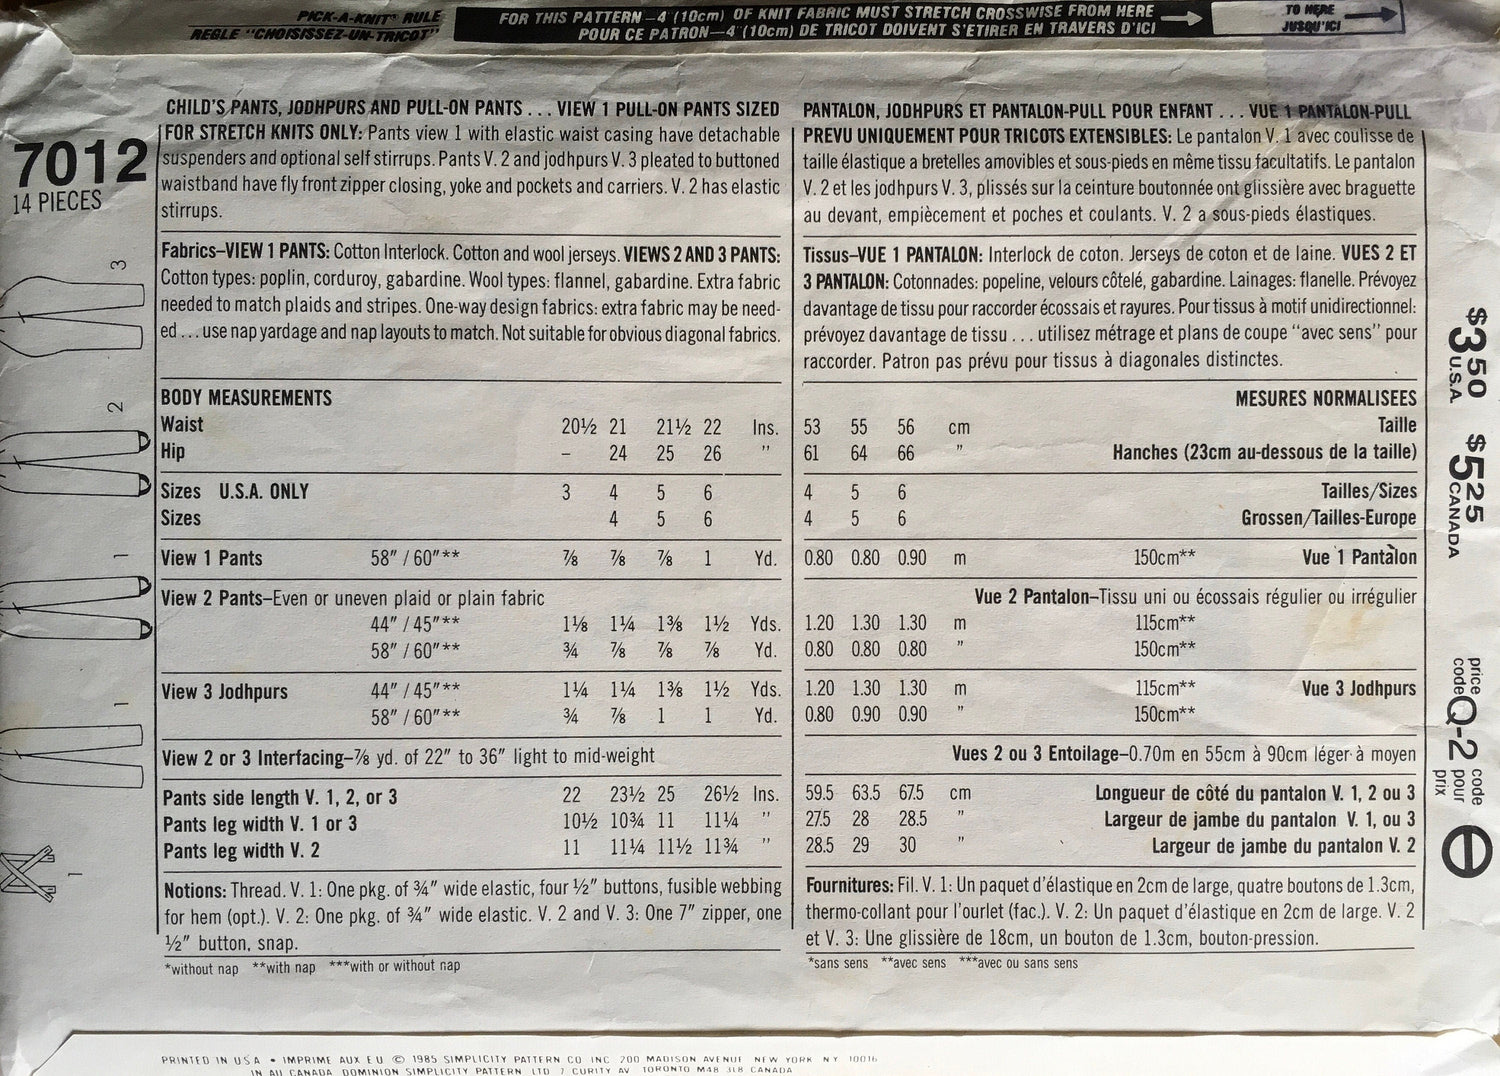 PICK-A-KNIT® RULE
REGLE "CHOISISSEZ-UN-TRICOT"
FOR THIS PATTERN–4″(10cm) OF KNIT FABRIC MUST STRETCH CROSSWISE FROM HERE
POUR CE PATRON—4″(10cm) DE TRICOT DOIVENT S'ETIRER EN TRAVERS D'ICI
TO HERE
JUSQU'ICI
7012
14 PIECES
3
2
1
1
1
CHILD'S PANTS, JODHPURS AND PULL-ON PANTS . . . VIEW 1 PULL-ON PANTS SIZED
FOR STRETCH KNITS ONLY: Pants view 1 with elastic waist casing have detachable
suspenders and optional self stirrups. Pants V. 2 and jodhpurs V. 3 pleated to buttoned
waistband have fly front zipper closing, yoke and pockets and carriers. V. 2 has elastic
stirrups.
Fabrics–VIEW 1 PANTS: Cotton Interlock. Cotton and wool jerseys. VIEWS 2 AND 3 PANTS:
Cotton types: poplin, corduroy, gabardine. Wool types: flannel, gabardine. Extra fabric
needed to match plaids and stripes. One-way design fabrics: extra fabric may be need-
ed . . . use nap yardage and nap layouts to match. Not suitable for obvious diagonal fabrics.
BODY MEASUREMENTS
Waist 20½ 21 21½ 22 Ins.
Hip – 24 25 26 ″
Sizes U.S.A. ONLY 3 4 5 6
Sizes 4 5 6
View 1 Pants 58″ / 60″** ⅞ ⅞ ⅞ 1 Yd.
View 2 Pants–Even or uneven plaid or plain fabric
44″ / 45″** 1⅛ 1¼ 1⅜ 1½ Yds.
58″ / 60″** ¾ ⅞ ⅞ ⅞ Yd.
View 3 Jodhpurs 44″ / 45″** 1¼ 1¼ 1⅜ 1½ Yds.
58″ / 60″** ¾ ⅞ 1 1 Yd.
View 2 or 3 Interfacing–⅞ yd. of 22″ to 36″ light to mid-weight
Pants side length V. 1, 2, or 3 22 23½ 25 26½ Ins.
Pants leg width V. 1 or 3 10½ 10¾ 11 11¼ ″
Pants leg width V. 2 11 11¼ 11½ 11¾ ″
Notions: Thread. V. 1: One pkg. of ¾″ wide elastic, four ½″ buttons, fusible webbing
for hem (opt.). V. 2: One pkg. of ¾″ wide elastic. V. 2 and V. 3: One 7″ zipper, one
½″ button, snap.
*without nap **with nap ***with or without nap
PANTALON, JODHPURS ET PANTALON-PULL POUR ENFANT . . . VUE 1 PANTALON-PULL
PREVU UNIQUEMENT POUR TRICOTS EXTENSIBLES: Le pantalon V. 1 avec coulisse de
taille élastique a bretelles amovibles et sous-pieds en même tissu facultatifs. Le pantalon
V. 2 et les jodhpurs V. 3, plissés sur la ceinture boutonnée ont glissière avec braguette
au devant, empiècement et poches et coulants. V. 2 a sous-pieds élastiques.
Tissus–VUE 1 PANTALON: Interlock de coton. Jerseys de coton et de laine. VUES 2 ET
3 PANTALON: Cotonnades: popeline, velours côtelé, gabardine. Lainages: flanelle. Prévoyez
davantage de tissu pour raccorder écossais et rayures. Pour tissus à motif unidirectionnel:
prévoyez davantage de tissu . . . utilisez métrage et plans de coupe "avec sens" pour
raccorder. Patron pas prévu pour tissus à diagonales distinctes.
MESURES NORMALISEES
53 55 56 cm Taille
61 64 66 ″ Hanches (23cm au-dessous de la taille)
4 5 6 Tailles/Sizes
4 5 6 Grossen/Tailles-Europe
0.80 0.80 0.90 m 150cm** Vue 1 Pantalon
Vue 2 Pantalon–Tissu uni ou écossais régulier ou irrégulier
1.20 1.30 1.30 m 115cm**
0.80 0.80 0.80 ″ 150cm**
1.20 1.30 1.30 m 115cm** Vue 3 Jodhpurs
0.80 0.90 0.90 ″ 150cm**
Vues 2 ou 3 Entoilage–0.70m en 55cm à 90cm léger à moyen
59.5 63.5 67.5 cm Longueur de côté du pantalon V. 1, 2 ou 3
27.5 28 28.5 ″ Largeur de jambe du pantalon V. 1, ou 3
28.5 29 30 ″ Largeur de jambe du pantalon V. 2
Fournitures: Fil. V. 1: Un paquet d'élastique en 2cm de large, quatre boutons de 1.3cm,
thermo-collant pour l'ourlet (fac.). V. 2: Un paquet d'élastique en 2cm de large. V. 2
et V. 3: Une glissière de 18cm, un bouton de 1.3cm, bouton-pression.
*sans sens **avec sens ***avec ou sans sens
$3.50 U.S.A.
$5.25 CANADA
price code Q-2 code pour prix
e
PRINTED IN U S A • IMPRIME AUX E U © 1985 SIMPLICITY PATTERN CO INC 200 MADISON AVENUE NEW YORK N Y 10016
IN AU CANADA DOMINION SIMPLICITY PATTERN LTD 7 CURITY AV TORONTO M4B 3L8 CANADA